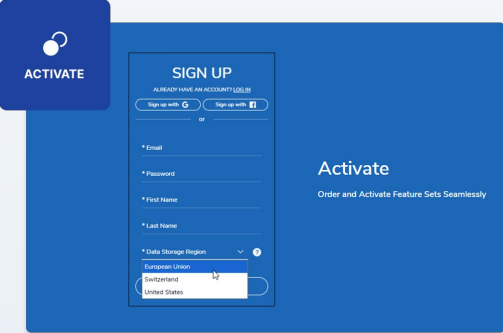 ACTIVATE
SIGN UP
ALREADY HAVE AN ACCOUNT? LOG IN
Sign up with G
Sign up with f
or
* Email
* Password
* First Name
* Last Name
* Data Storage Region
?
European Union
Switzerland
United States
Activate
Order and Activate Feature Sets Seamlessly